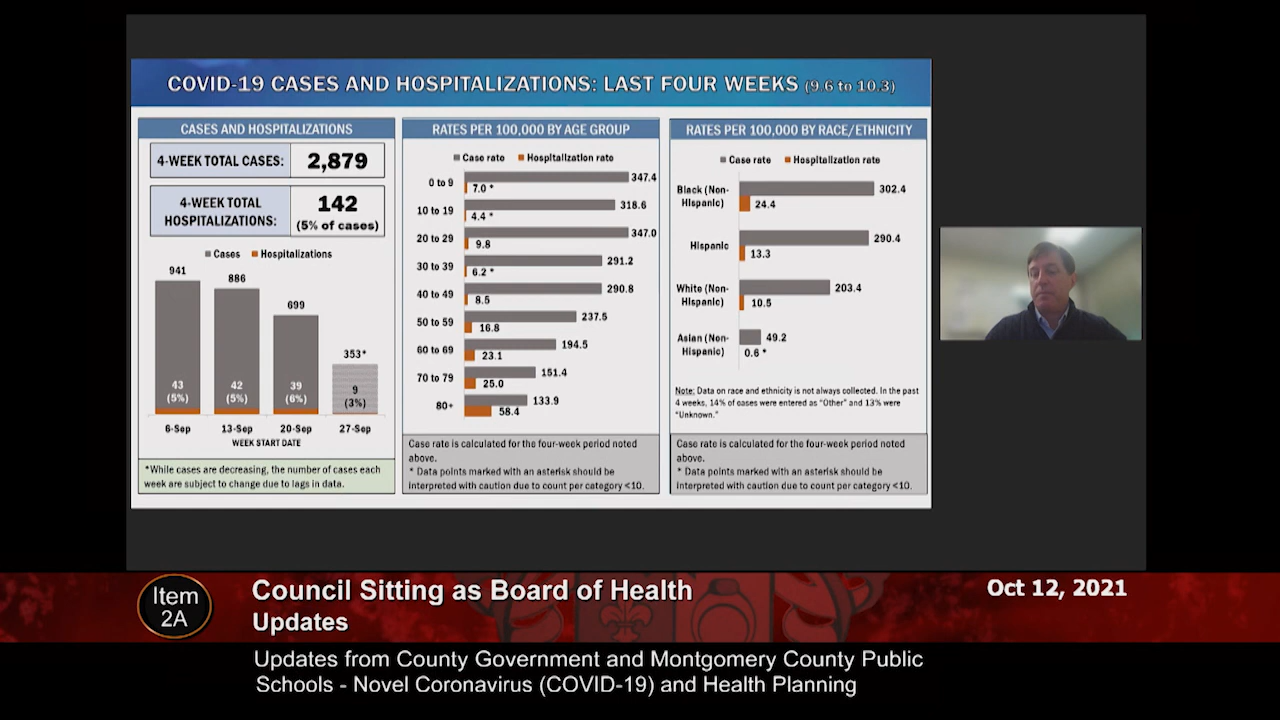 COVID-19 CASES AND HOSPITALIZATIONS: LAST FOUR WEEKS (9.6 to 10.3)
CASES AND HOSPITALIZATIONS
4-WEEK TOTAL CASES: 2,879
4-WEEK TOTAL
HOSPITALIZATIONS:
142
(5% of cases)
Cases Hospitalizations
941
886
699
353*
43
(5%)
42
(5%)
39
(6%)
9
(3%)
6-Sep 13-Sep 20-Sep 27-Sep
WEEK START DATE
*While cases are decreasing, the number of cases each
week are subject to change due to lags in data.
RATES PER 100,000 BY AGE GROUP
Case rate Hospitalization rate
0 to 9 347.4
7.0 *
10 to 19 318.6
4.4 *
20 to 29 347.0
9.8
30 to 39 291.2
6.2 *
40 to 49 290.8
8.5
50 to 59 237.5
16.8
60 to 69 194.5
23.1
70 to 79 151.4
25.0
80+ 133.9
58.4
Case rate is calculated for the four-week period noted
above.
* Data points marked with an asterisk should be
interpreted with caution due to count per category <10.
RATES PER 100,000 BY RACE/ETHNICITY
Case rate Hospitalization rate
Black (Non-
Hispanic)
302.4
24.4
Hispanic
290.4
13.3
White (Non-
Hispanic)
203.4
10.5
Asian (Non-
Hispanic)
49.2
0.6 *
Note: Data on race and ethnicity is not always collected. In the past
4 weeks, 14% of cases were entered as “Other” and 13% were
“Unknown.”
Case rate is calculated for the four-week period noted
above.
* Data points marked with an asterisk should be
interpreted with caution due to count per category <10.
Item
2A
Council Sitting as Board of Health
Updates
Oct 12, 2021
Updates from County Government and Montgomery County Public
Schools - Novel Coronavirus (COVID-19) and Health Planning